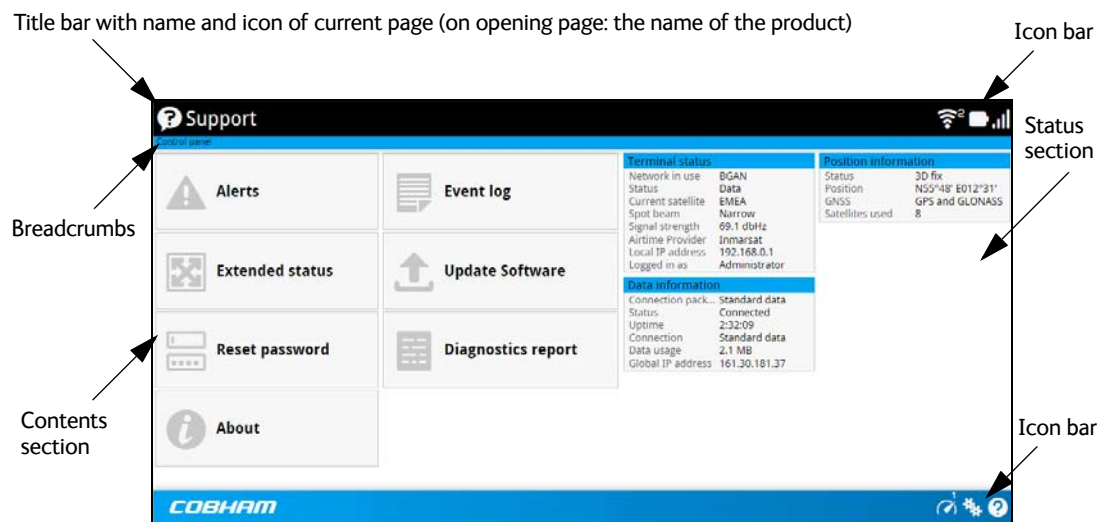 Title bar with name and icon of current page (on opening page: the name of the product)
Icon bar
Support
2
Control panel
Status
section
Breadcrumbs
Contents
section
Alerts
Event log
Extended status
Update Software
Reset password
Diagnostics report
About
Terminal status
Network in use BGAN
Status Data
Current satellite EMEA
Spot beam Narrow
Signal strength 69.1 dbHz
Airtime Provider Inmarsat
Local IP address 192.168.0.1
Logged in as Administrator
Data information
Connection pack... Standard data
Status Connected
Uptime 2:32:09
Connection Standard data
Data usage 2.1 MB
Global IP address 161.30.181.37
Position information
Status 3D fix
Position N55°48' E012°31'
GNSS GPS and GLONASS
Satellites used 8
Icon bar
COBHAM
1